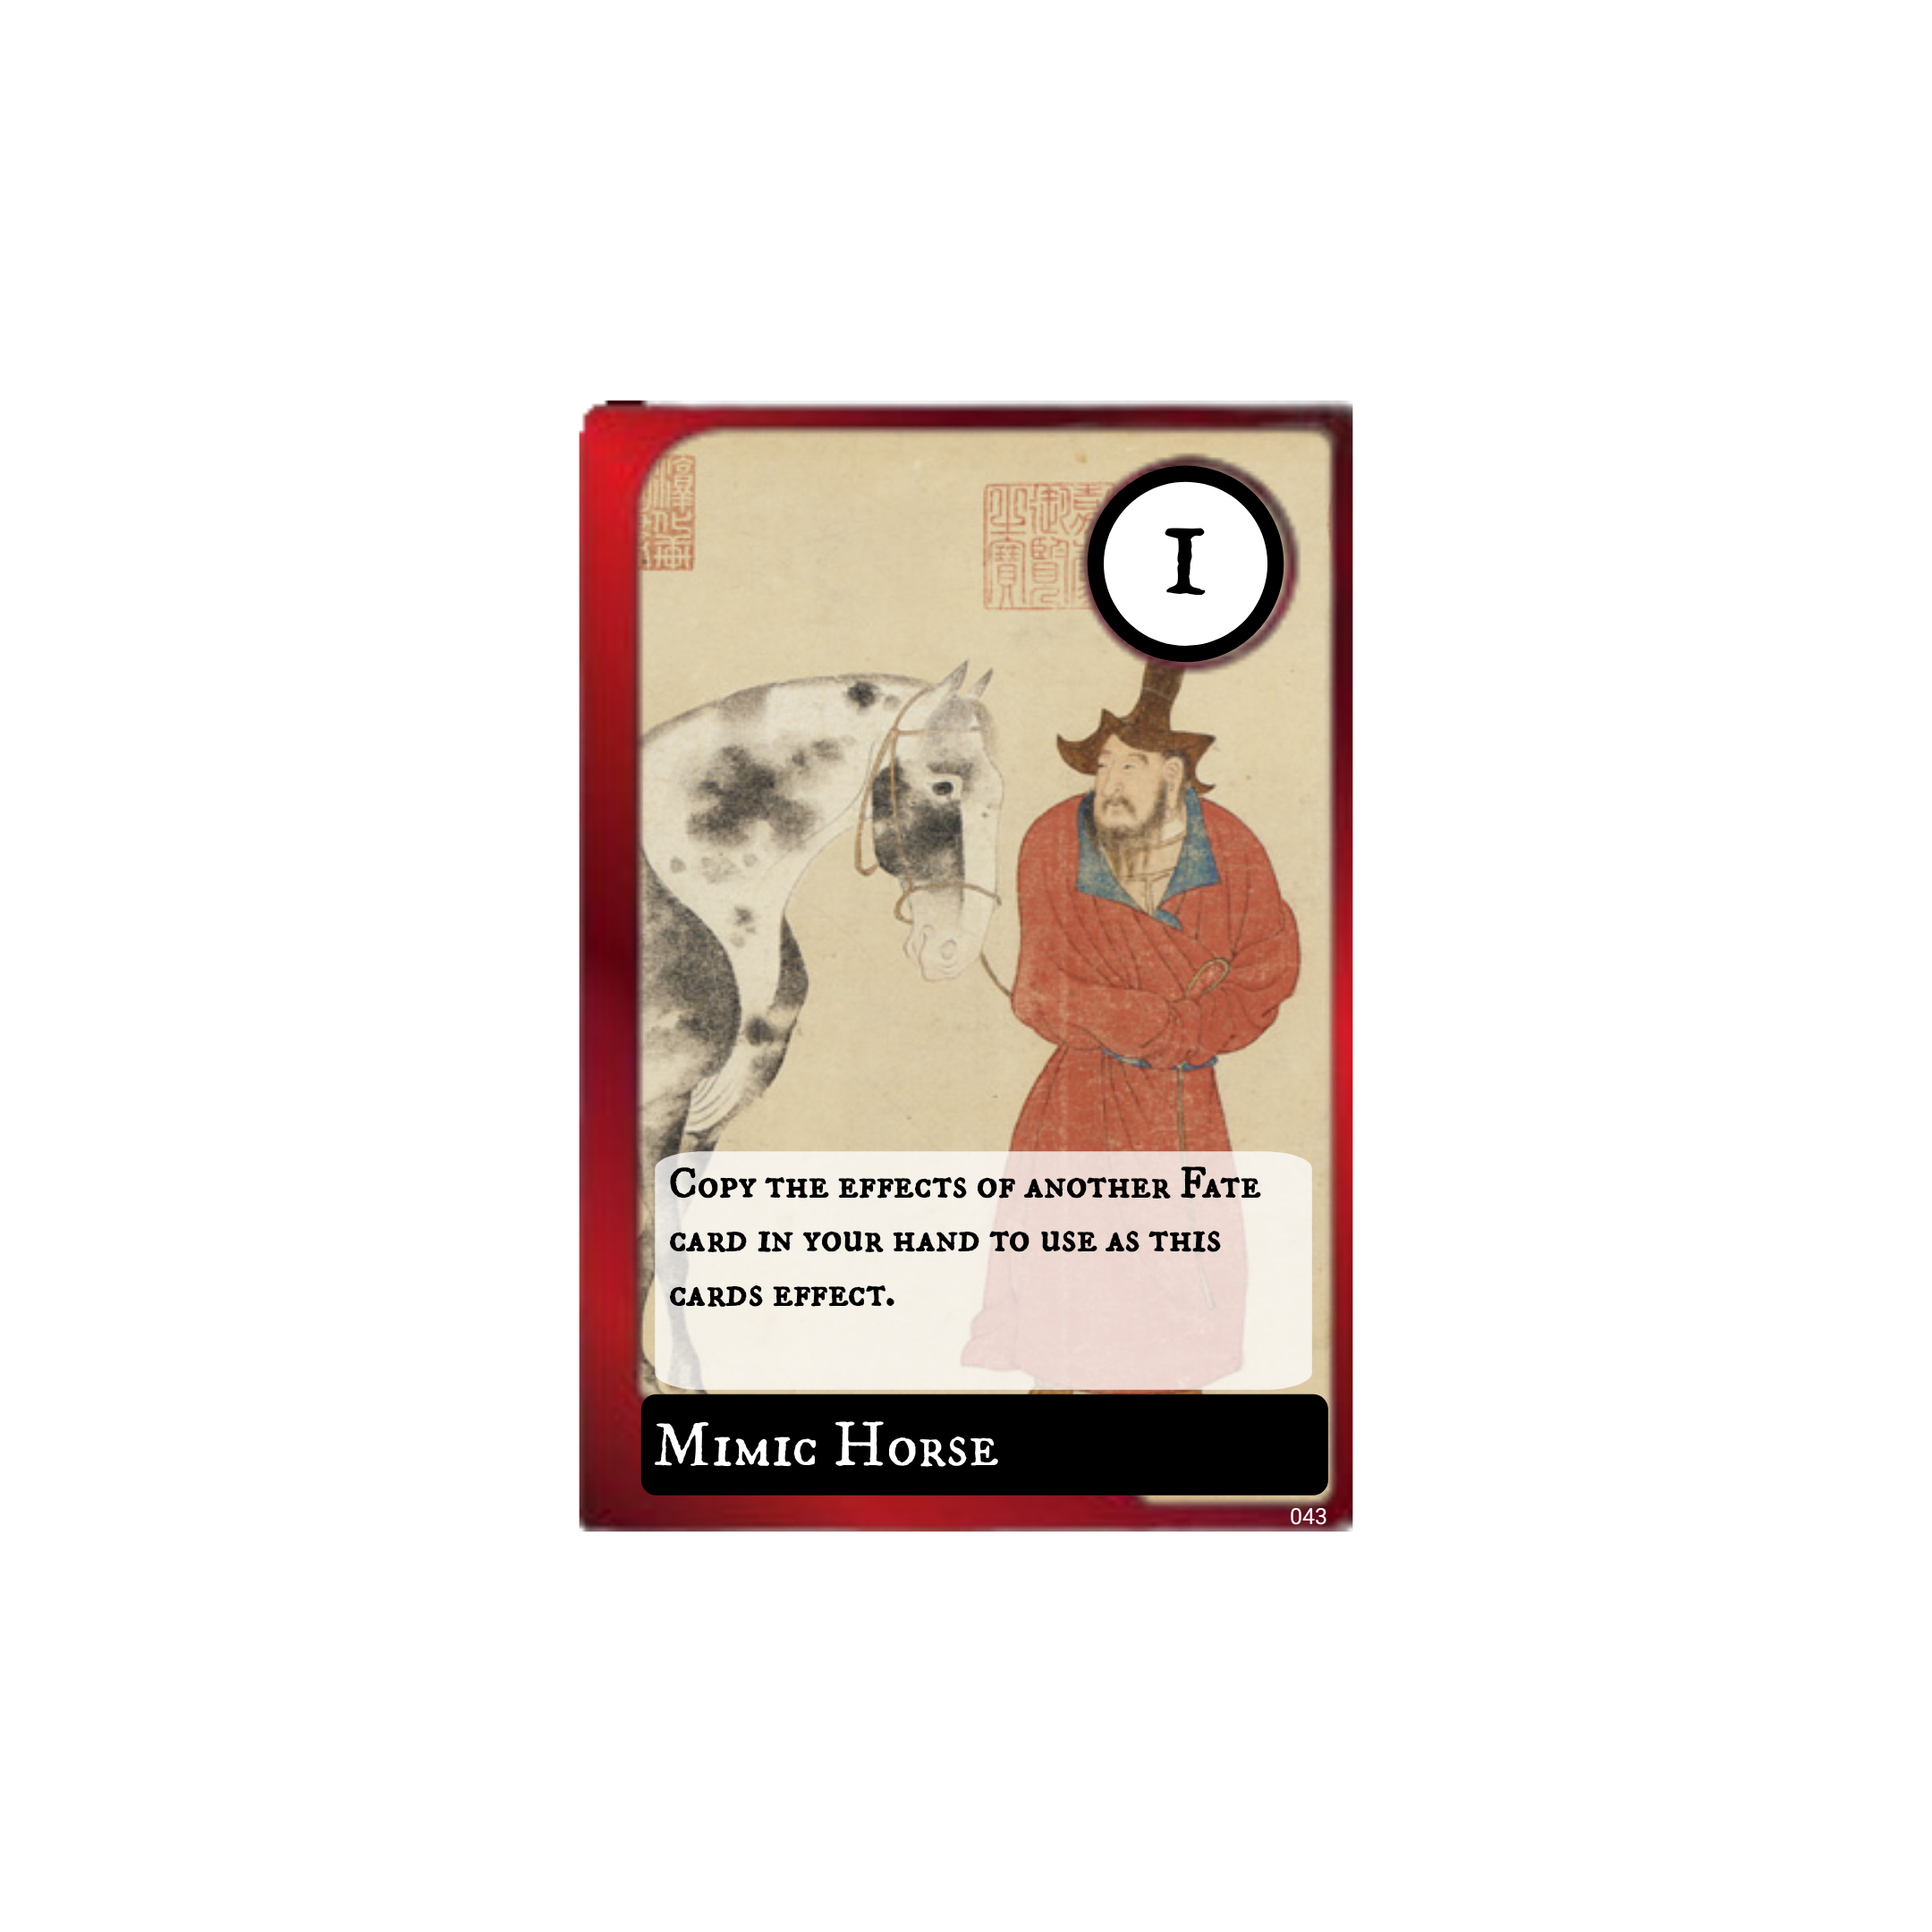 I
Copy the effects of another Fate
card in your hand to use as this
cards effect.
Mimic Horse
043